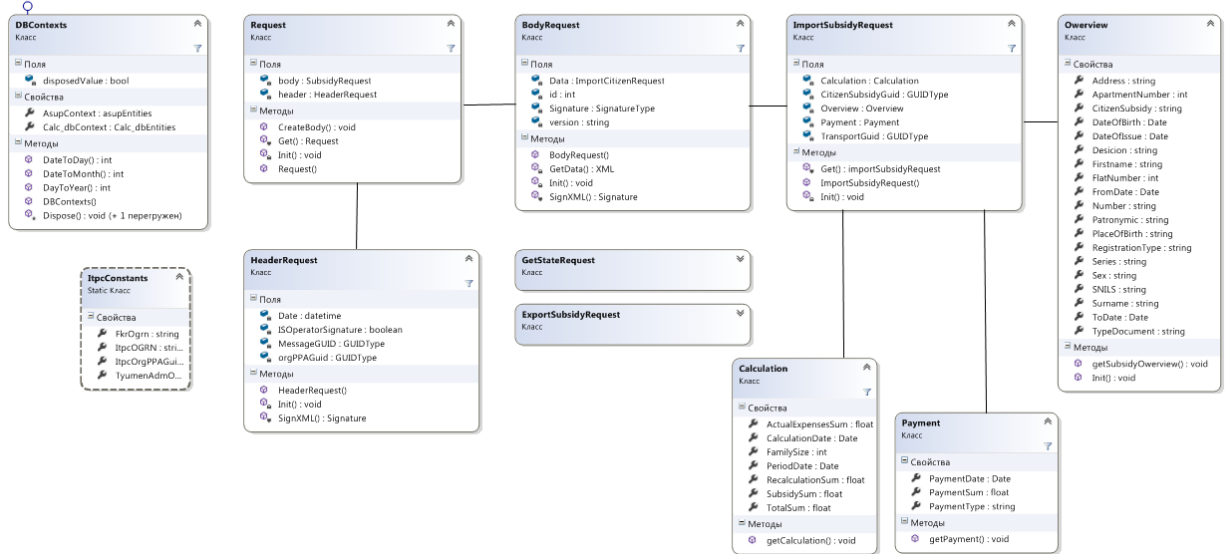 DBContexts
Класс
Поля
disposedValue : bool
Свойства
AsupContext : asupEntities
Calc_dbContext : Calc_dbEntities
Методы
DateToDay() : int
DateToMonth() : int
DayToYear() : int
DBContexts()
Dispose() : void (+ 1 перегружен)
Request
Класс
Поля
body : SubsidyRequest
header : HeaderRequest
Методы
CreateBody() : void
Get() : Request
Init() : void
Request()
BodyRequest
Класс
Поля
Data : ImportCitizenRequest
id : int
Signature : SignatureType
version : string
Методы
BodyRequest()
GetData() : XML
Init() : void
SignXML() : Signature
ImportSubsidyRequest
Класс
Поля
Calculation : Calculation
CitizenSubsidyGuid : GUIDType
Overview : Overview
Payment : Payment
TransportGuid : GUIDType
Методы
Get() : importSubsidyRequest
ImportSubsidyRequest()
Init() : void
Owerview
Класс
Свойства
Address : string
ApartmentNumber : int
CitizenSubsidy : string
DateOfBirth : Date
DateOfIssue : Date
Desicion : string
Firstname : string
FlatNumber : int
FromDate : Date
Number : string
Patronymic : string
PlaceOfBirth : string
RegistrationType : string
Series : string
Sex : string
SNILS : string
Surname : string
ToDate : Date
TypeDocument : string
Методы
getSubsidyOwerview() : void
Init() : void
ItpcConstants
Static Класс
Свойства
FkrOgrn : string
ItpcOGRN : stri...
ItpcOrgPPAGui...
TyumenAdmO...
HeaderRequest
Класс
Поля
Date : datetime
ISOperatorSignature : boolean
MessageGUID : GUIDType
orgPPAGuid : GUIDType
Методы
HeaderRequest()
Init() : void
SignXML() : Signature
GetStateRequest
Класс
ExportSubsidyRequest
Класс
Calculation
Класс
Свойства
ActualExpensesSum : float
CalculationDate : Date
FamilySize : int
PeriodDate : Date
RecalculationSum : float
SubsidySum : float
TotalSum : float
Методы
getCalculation() : void
Payment
Класс
Свойства
PaymentDate : Date
PaymentSum : float
PaymentType : string
Методы
getPayment() : void